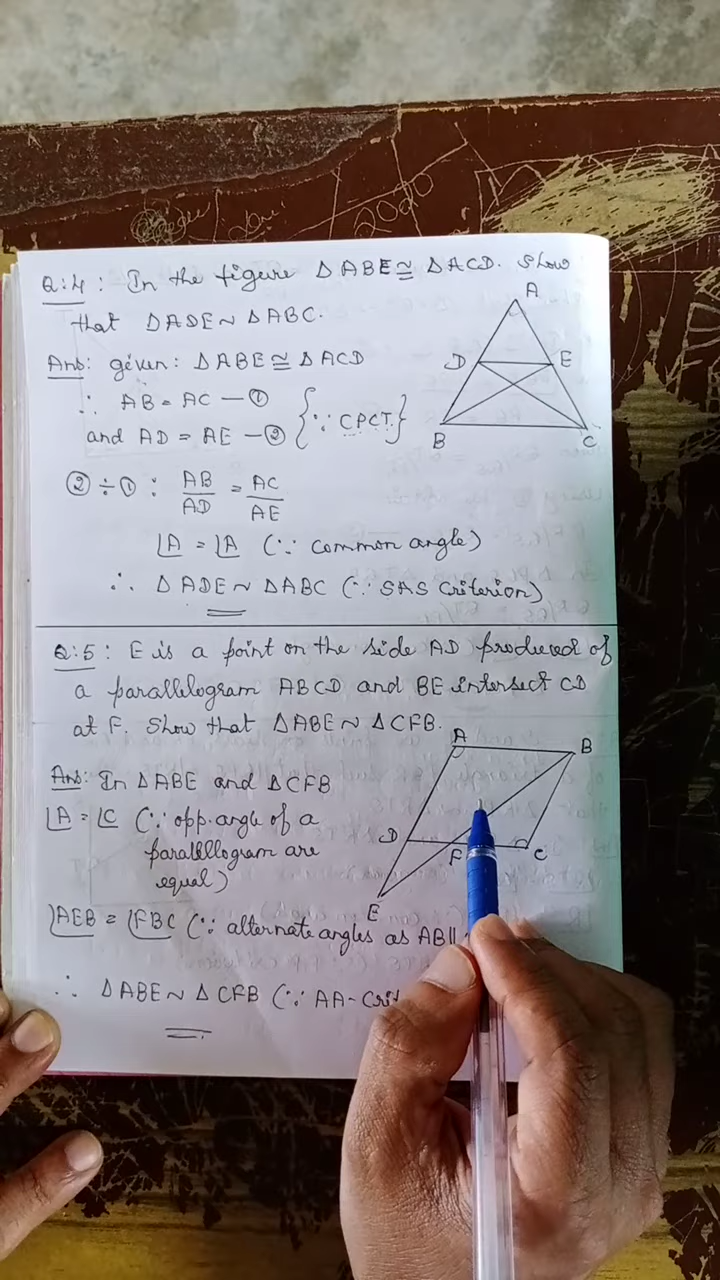 2020
Q:4: In the figure △ABE ≅ △ACD. Show
that △ADE ~ △ABC.
Ans: given: △ABE ≅ △ACD
∴ AB = AC — ①
and AD = AE — ② {∵ CPCT}
② ÷ ① : AB/AD = AC/AE
∠A = ∠A (∵ common angle)
∴ △ADE ~ △ABC (∵ SAS Criterion)
A
D E
B C
Q:5: E is a point on the side AD produced of
a parallelogram ABCD and BE intersect CD
at F. Show that △ABE ~ △CFB.
Ans: In △ABE and △CFB
∠A = ∠C (∵ opp. angle of a
parallelogram are
equal)
∠AEB = ∠FBC (∵ alternate angles as AB||
∴ △ABE ~ △CFB (∵ AA-Crit
A B
D F C
E